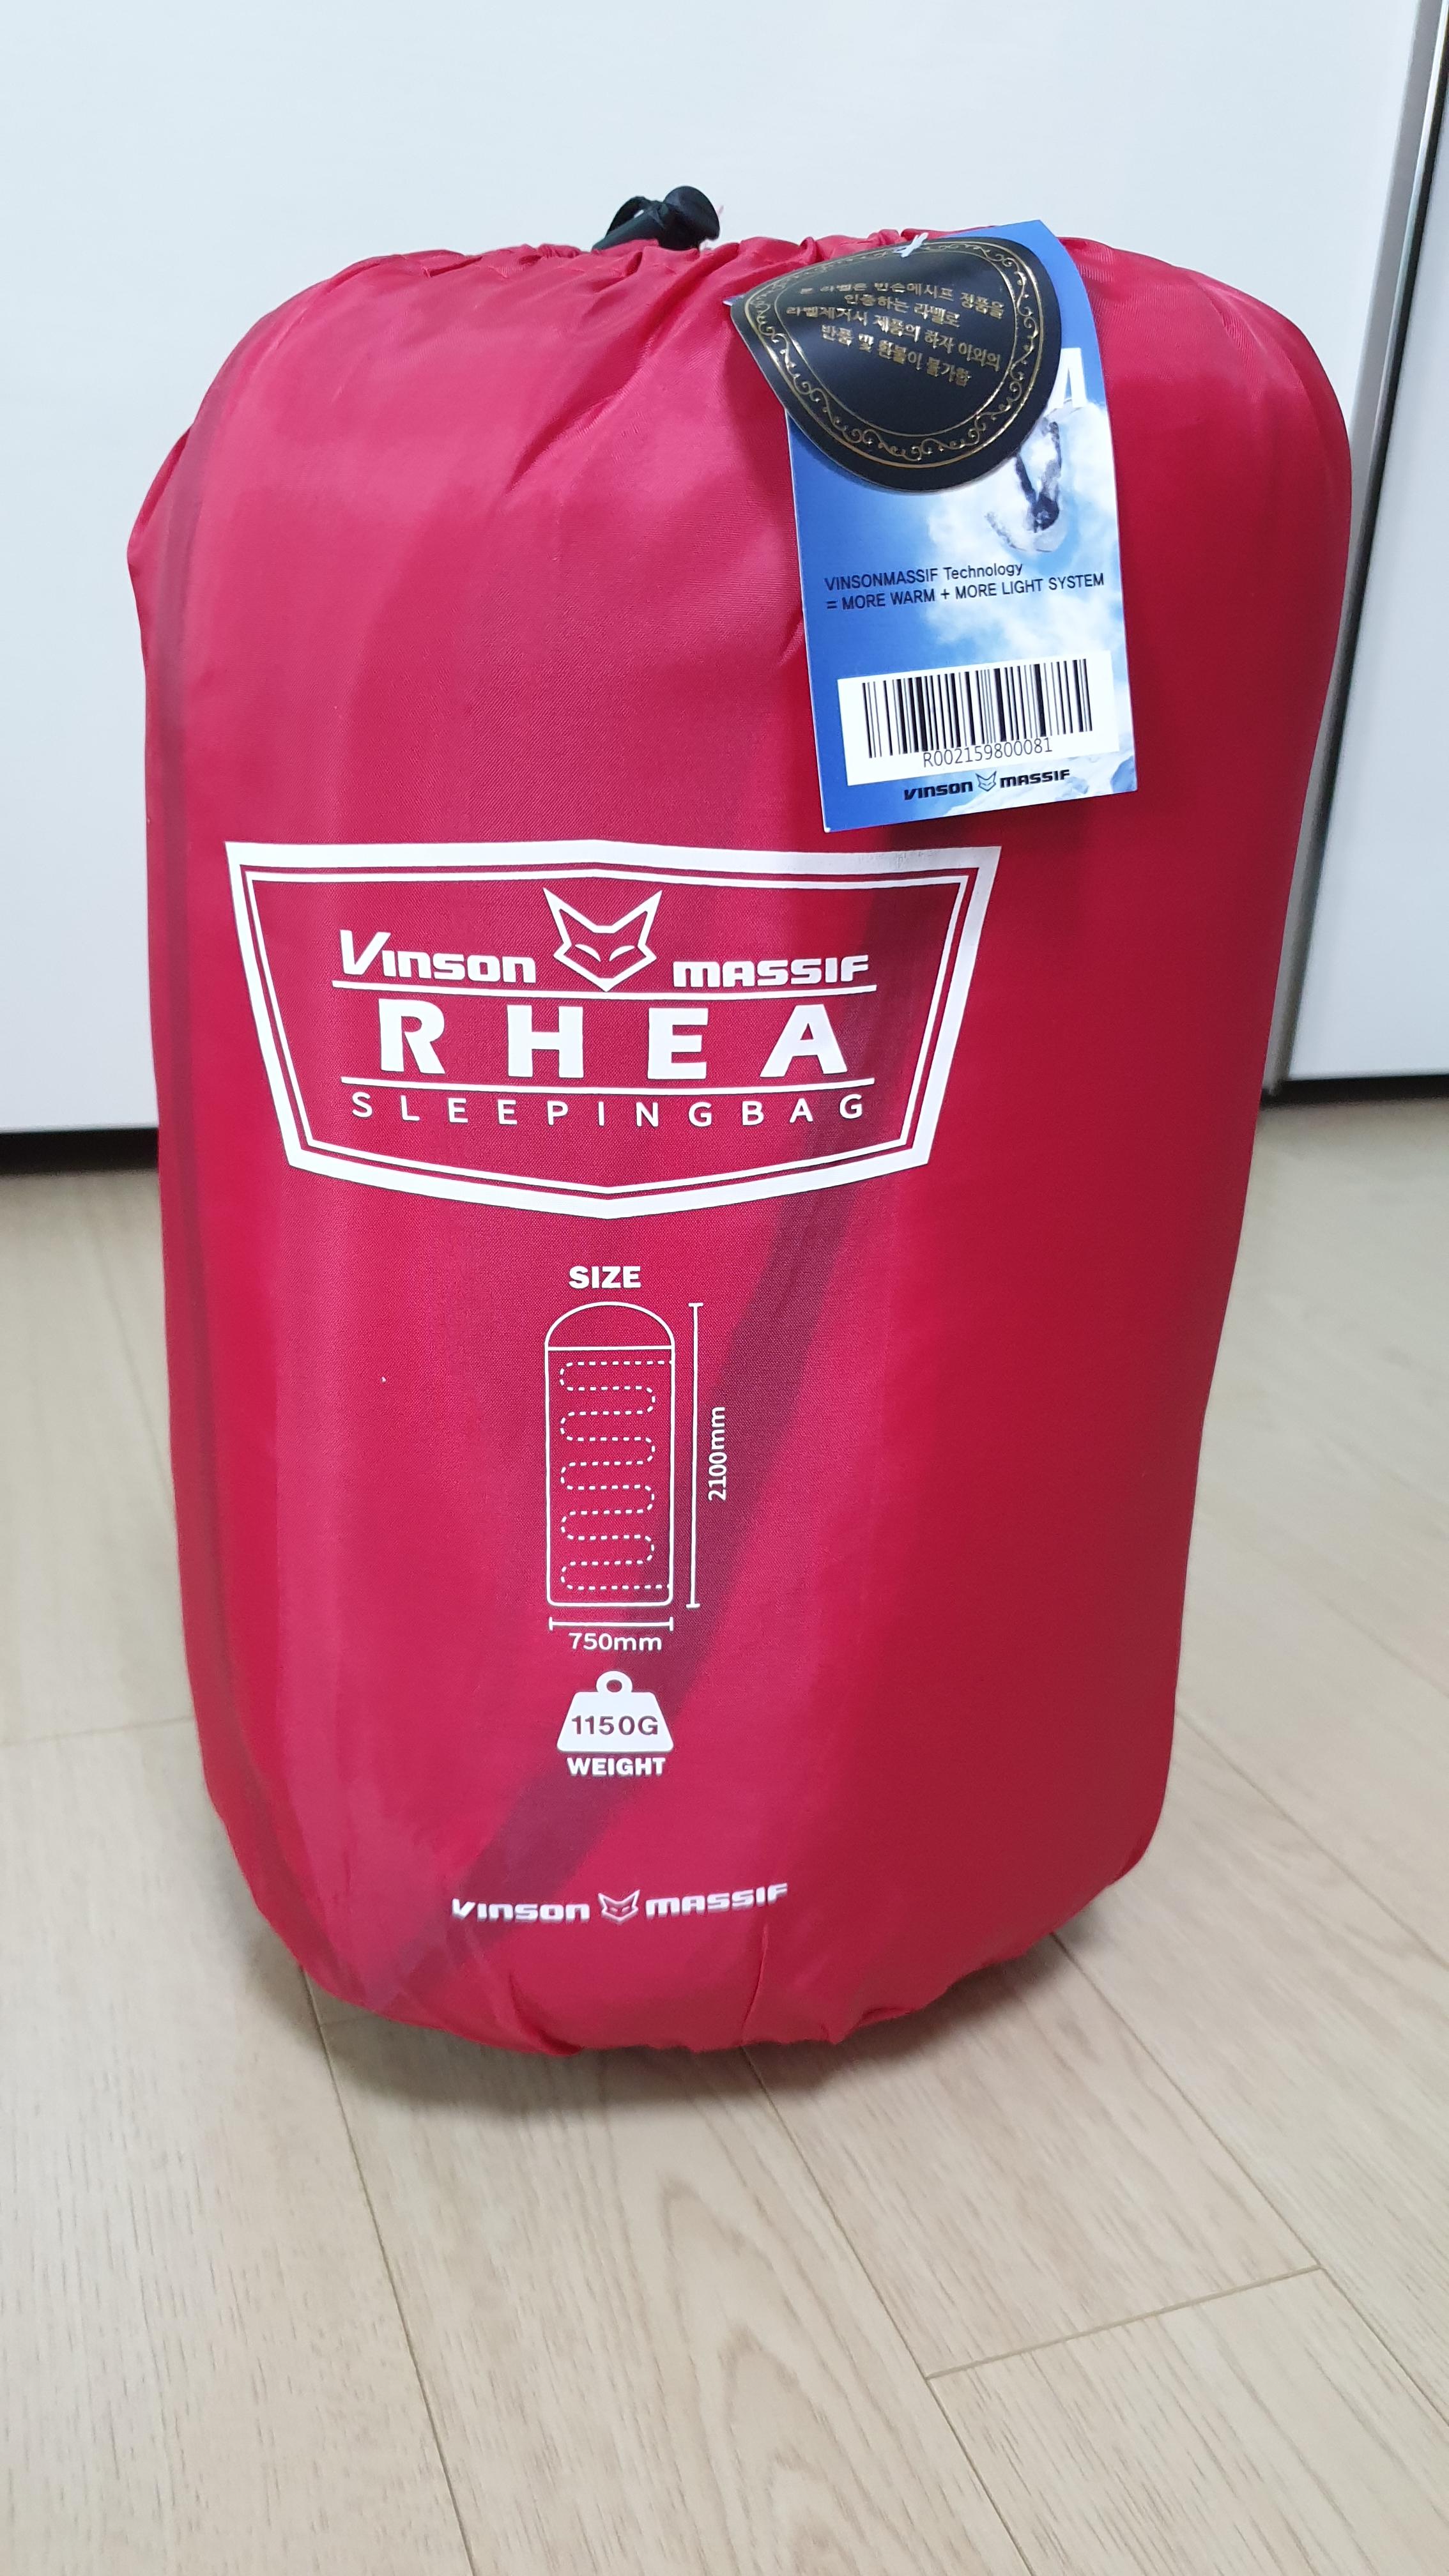 본 라벨은 빈슨메시프 정품을
인증하는 라벨로
라벨제거시 제품의 하자 이외의
반품 및 환불이 불가함
VINSONMASSIF Technology
= MORE WARM + MORE LIGHT SYSTEM
R002159800081
VINSON MASSIF
VINSON MASSIF
RHEA
SLEEPINGBAG
SIZE
2100mm
750mm
1150G
WEIGHT
VINSON MASSIF